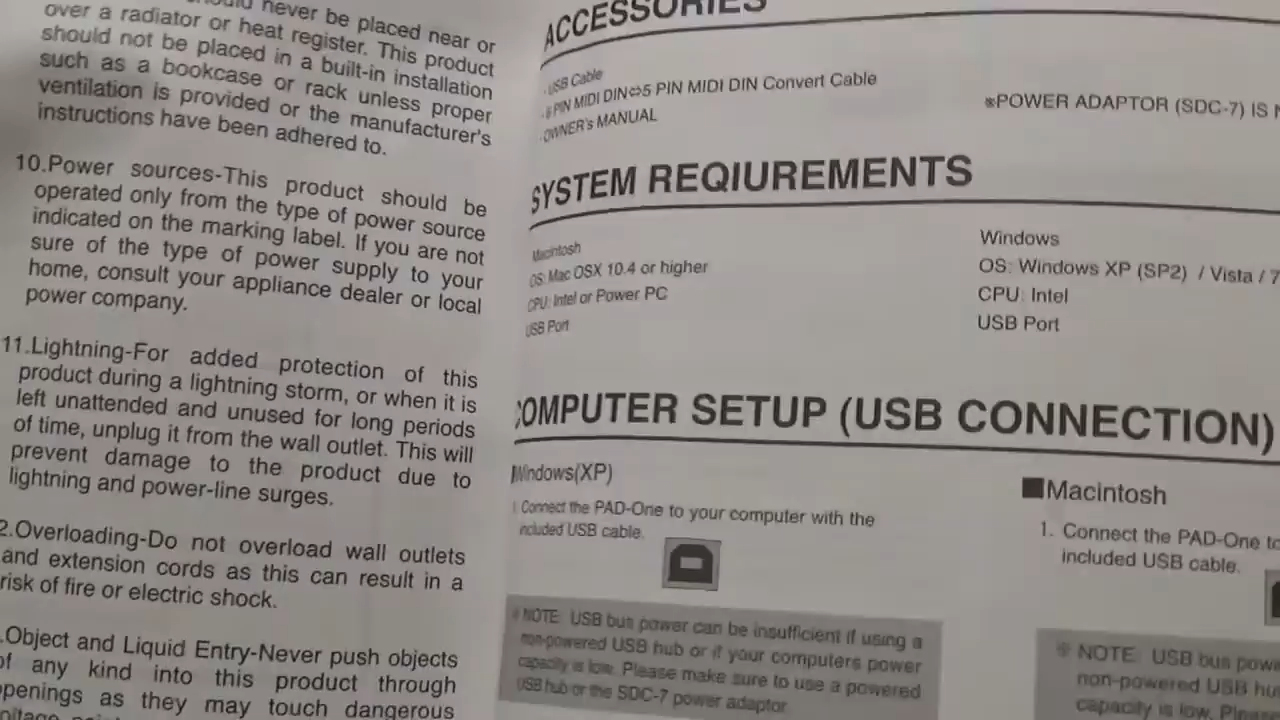 never be placed near or
over a radiator or heat register. This product
should not be placed in a built-in installation
such as a bookcase or rack unless proper
ventilation is provided or the manufacturer's
instructions have been adhered to.
10.Power sources-This product should be
operated only from the type of power source
indicated on the marking label. If you are not
sure of the type of power supply to your
home, consult your appliance dealer or local
power company.
11.Lightning-For added protection of this
product during a lightning storm, or when it is
left unattended and unused for long periods
of time, unplug it from the wall outlet. This will
prevent damage to the product due to
lightning and power-line surges.
2.Overloading-Do not overload wall outlets
and extension cords as this can result in a
risk of fire or electric shock.
.Object and Liquid Entry-Never push objects
of any kind into this product through
openings as they may touch dangerous
ACCESSORIES
USB Cable
PIN MIDI DIN⇔5 PIN MIDI DIN Convert Cable
OWNER's MANUAL
※POWER ADAPTOR (SDC-7) IS
SYSTEM REQIUREMENTS
Macintosh
OS: Mac OSX 10.4 or higher
CPU: Intel or Power PC
USB Port
Windows
OS: Windows XP (SP2) / Vista / 7
CPU: Intel
USB Port
COMPUTER SETUP (USB CONNECTION)
Windows(XP)
1. Connect the PAD-One to your computer with the
included USB cable.
※NOTE: USB bus power can be insufficient if using a
non-powered USB hub or if your computers power
capacity is low. Please make sure to use a powered
USB hub or the SDC-7 power adaptor.
■Macintosh
1. Connect the PAD-One to
included USB cable.
※ NOTE: USB bus power
non-powered USB hub
capacity is low. Please